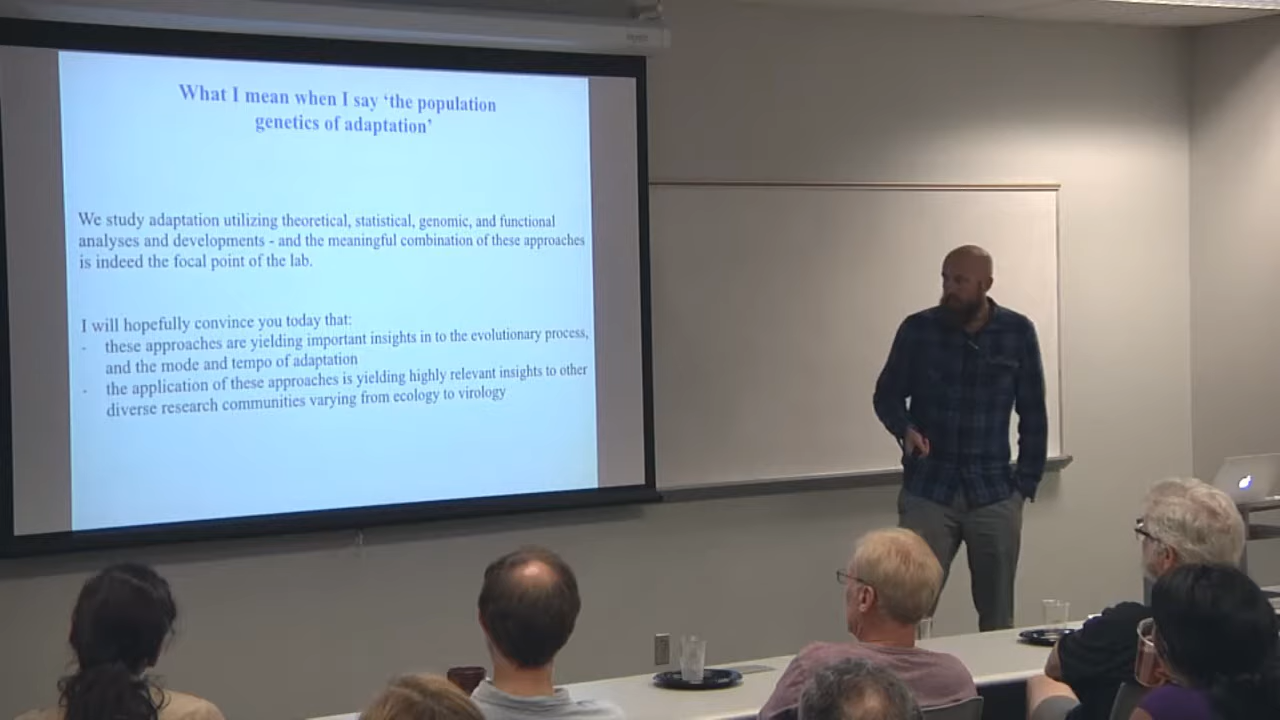 What I mean when I say ‘the population
genetics of adaptation’
We study adaptation utilizing theoretical, statistical, genomic, and functional
analyses and developments - and the meaningful combination of these approaches
is indeed the focal point of the lab.
I will hopefully convince you today that:
- these approaches are yielding important insights in to the evolutionary process,
and the mode and tempo of adaptation
- the application of these approaches is yielding highly relevant insights to other
diverse research communities varying from ecology to virology